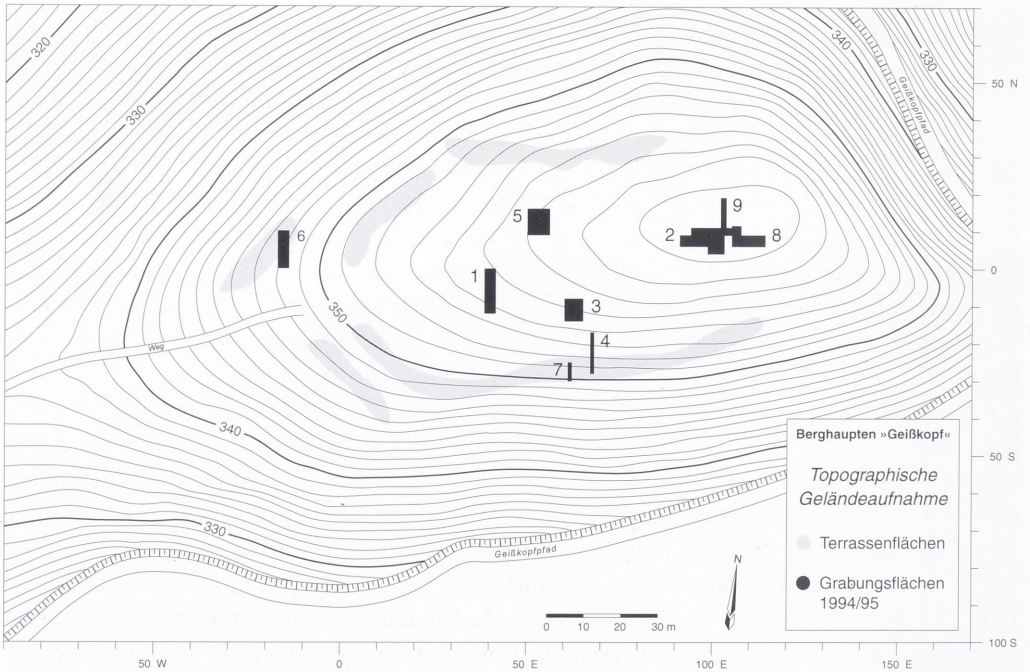 320
330
340
330
Geißkopfpfad
50 N
9
5
2
8
6
0
1
3
350
4
7
Weg
340
Berghaupten »Geißkopf«
50 S
Topographische
Geländeaufnahme
330
Geißkopfpfad
Terrassenflächen
N
Grabungsflächen
1994/95
0 10 20 30 m
100 S
50 W 0 50 E 100 E 150